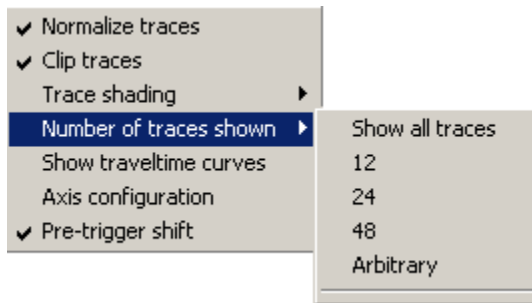 Normalize traces
Clip traces
Trace shading
Number of traces shown
Show traveltime curves
Axis configuration
Pre-trigger shift
Show all traces
12
24
48
Arbitrary